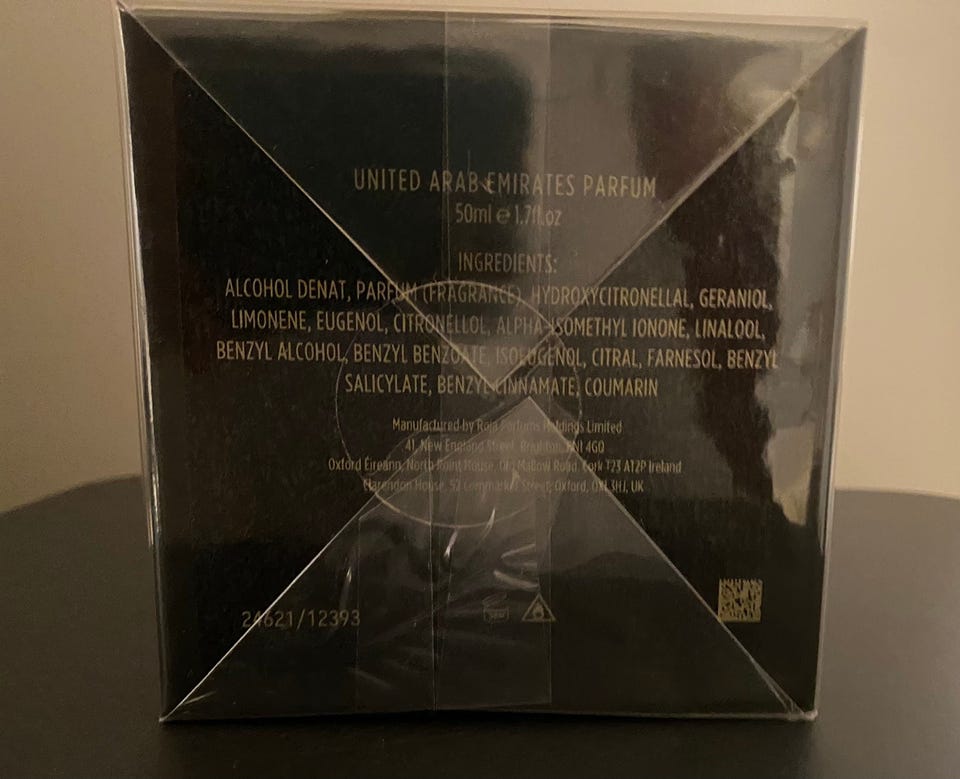 UNITED ARAB EMIRATES PARFUM
50ml e 1.7fl.oz
INGREDIENTS:
ALCOHOL DENAT, PARFUM (FRAGRANCE), HYDROXYCITRONELLAL, GERANIOL,
LIMONENE, EUGENOL, CITRONELLOL, ALPHA-ISOMETHYL IONONE, LINALOOL,
BENZYL ALCOHOL, BENZYL BENZOATE, ISOEUGENOL, CITRAL, FARNESOL, BENZYL
SALICYLATE, BENZYL CINNAMATE, COUMARIN
Manufactured by Roja Parfums Holdings Limited
41, New England Street, Brighton, BN1 4GQ
Oxford Éireann, North Point House, Old Mallow Road, Cork T23 AT2P Ireland
Clarendon House, 52 Cornmarket Street, Oxford, OX1 3HJ, UK
24621/12393